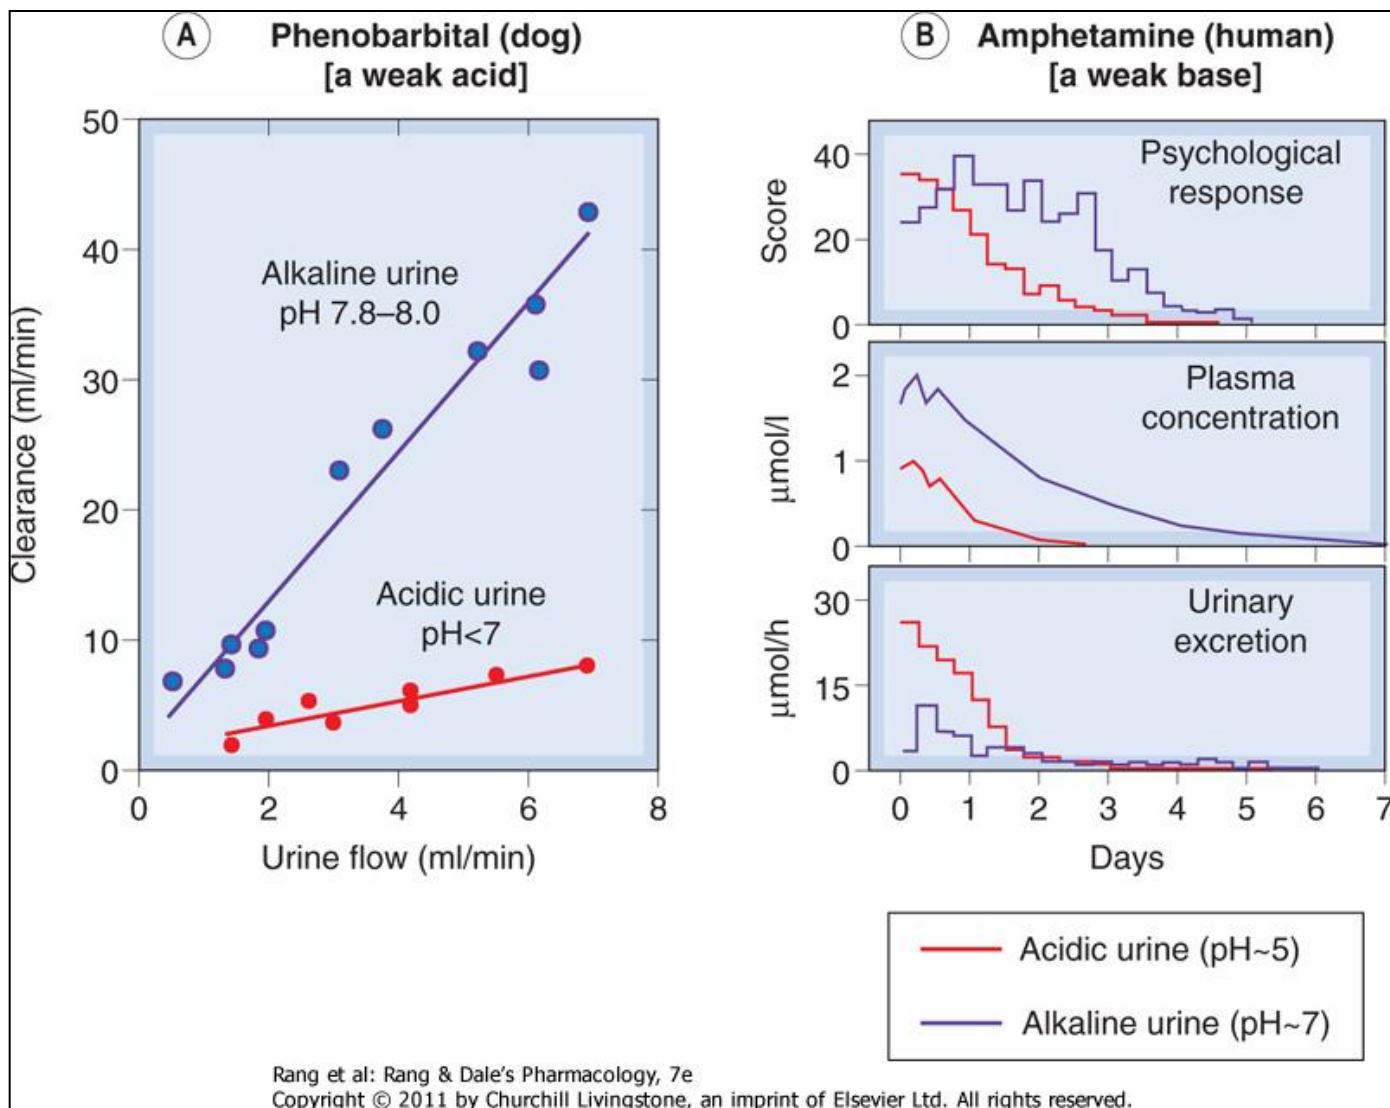 A
Phenobarbital (dog)
[a weak acid]
50
40
30
20
10
0
Clearance (ml/min)
Alkaline urine
pH 7.8–8.0
Acidic urine
pH<7
0 2 4 6 8
Urine flow (ml/min)
B
Amphetamine (human)
[a weak base]
Score
40
20
0
Psychological
response
µmol/l
2
1
0
Plasma
concentration
µmol/h
30
15
0
Urinary
excretion
0 1 2 3 4 5 6 7
Days
Acidic urine (pH~5)
Alkaline urine (pH~7)
Rang et al: Rang & Dale's Pharmacology, 7e
Copyright © 2011 by Churchill Livingstone, an imprint of Elsevier Ltd. All rights reserved.